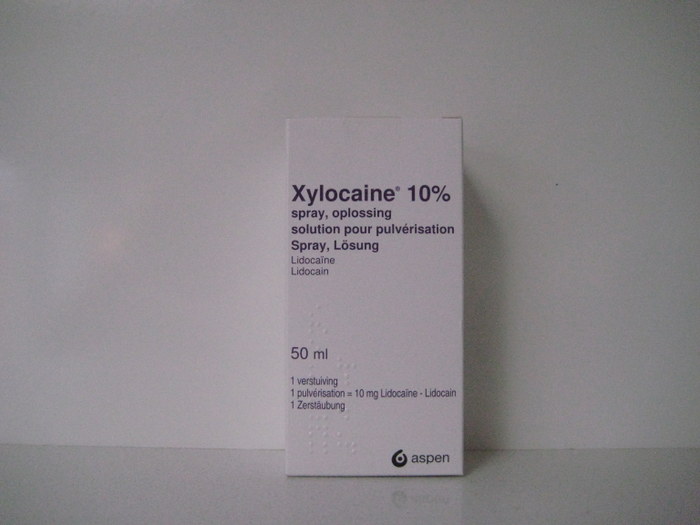 Xylocaine® 10%
spray, oplossing
solution pour pulvérisation
Spray, Lösung
Lidocaïne
Lidocain
50 ml
1 verstuiving
1 pulvérisation = 10 mg Lidocaïne - Lidocain
1 Zerstäubung
aspen